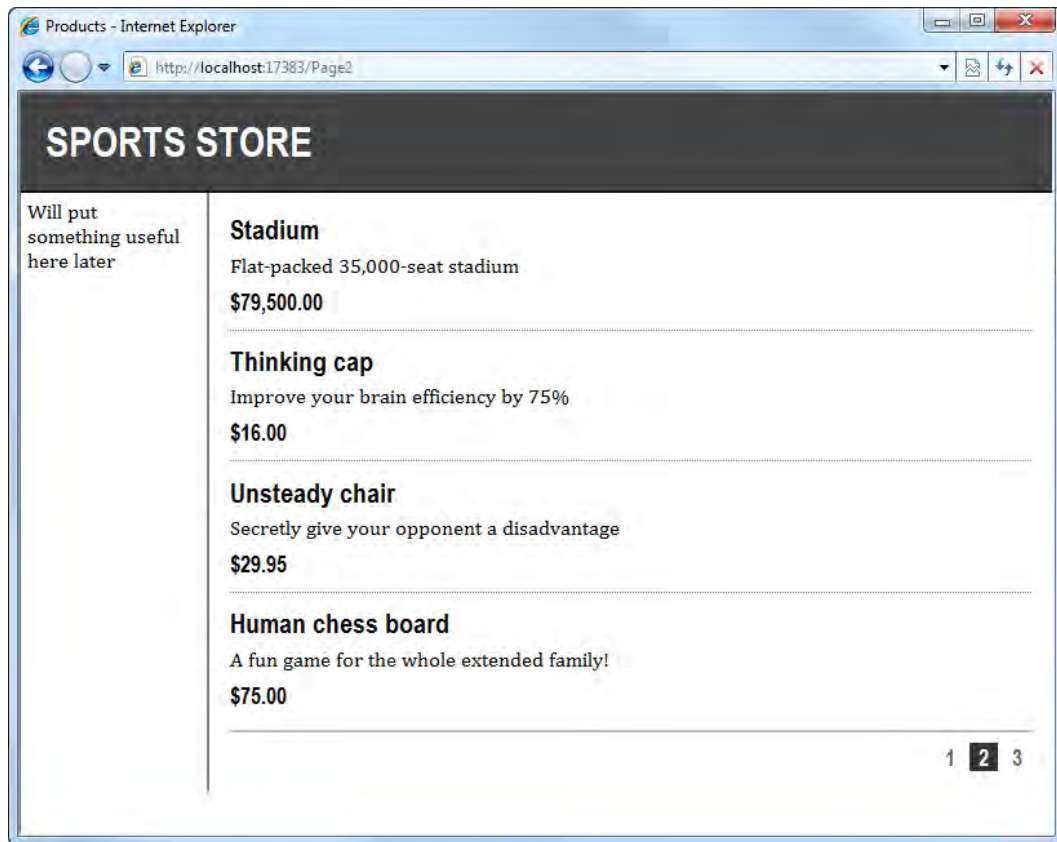 Products - Internet Explorer
http://localhost:17383/Page2
SPORTS STORE
Will put
something useful
here later
Stadium
Flat-packed 35,000-seat stadium
$79,500.00
Thinking cap
Improve your brain efficiency by 75%
$16.00
Unsteady chair
Secretly give your opponent a disadvantage
$29.95
Human chess board
A fun game for the whole extended family!
$75.00
1 2 3